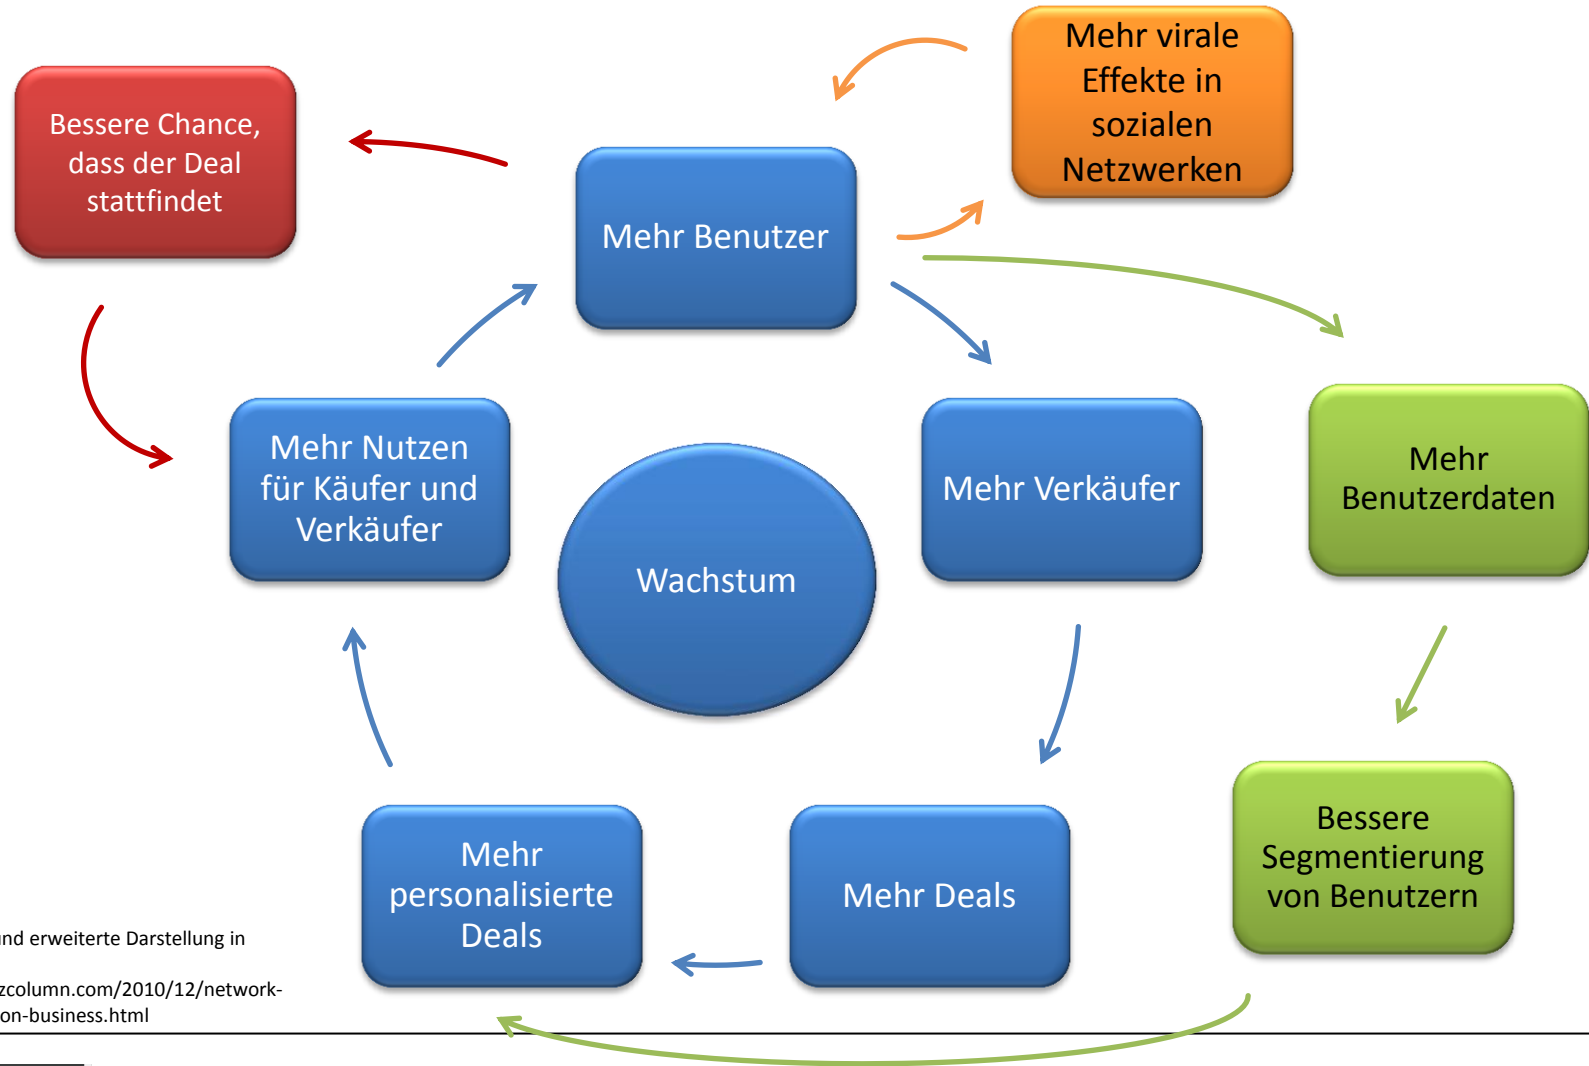 Mehr virale
Effekte in
sozialen
Netzwerken
Bessere Chance,
dass der Deal
stattfindet
Mehr Benutzer
Mehr Nutzen
für Käufer und
Verkäufer
Wachstum
Mehr Verkäufer
Mehr
Benutzerdaten
Mehr
personalisierte
Deals
Mehr Deals
Bessere
Segmentierung
von Benutzern
und erweiterte Darstellung in
zcolumn.com/2010/12/network-
on-business.html